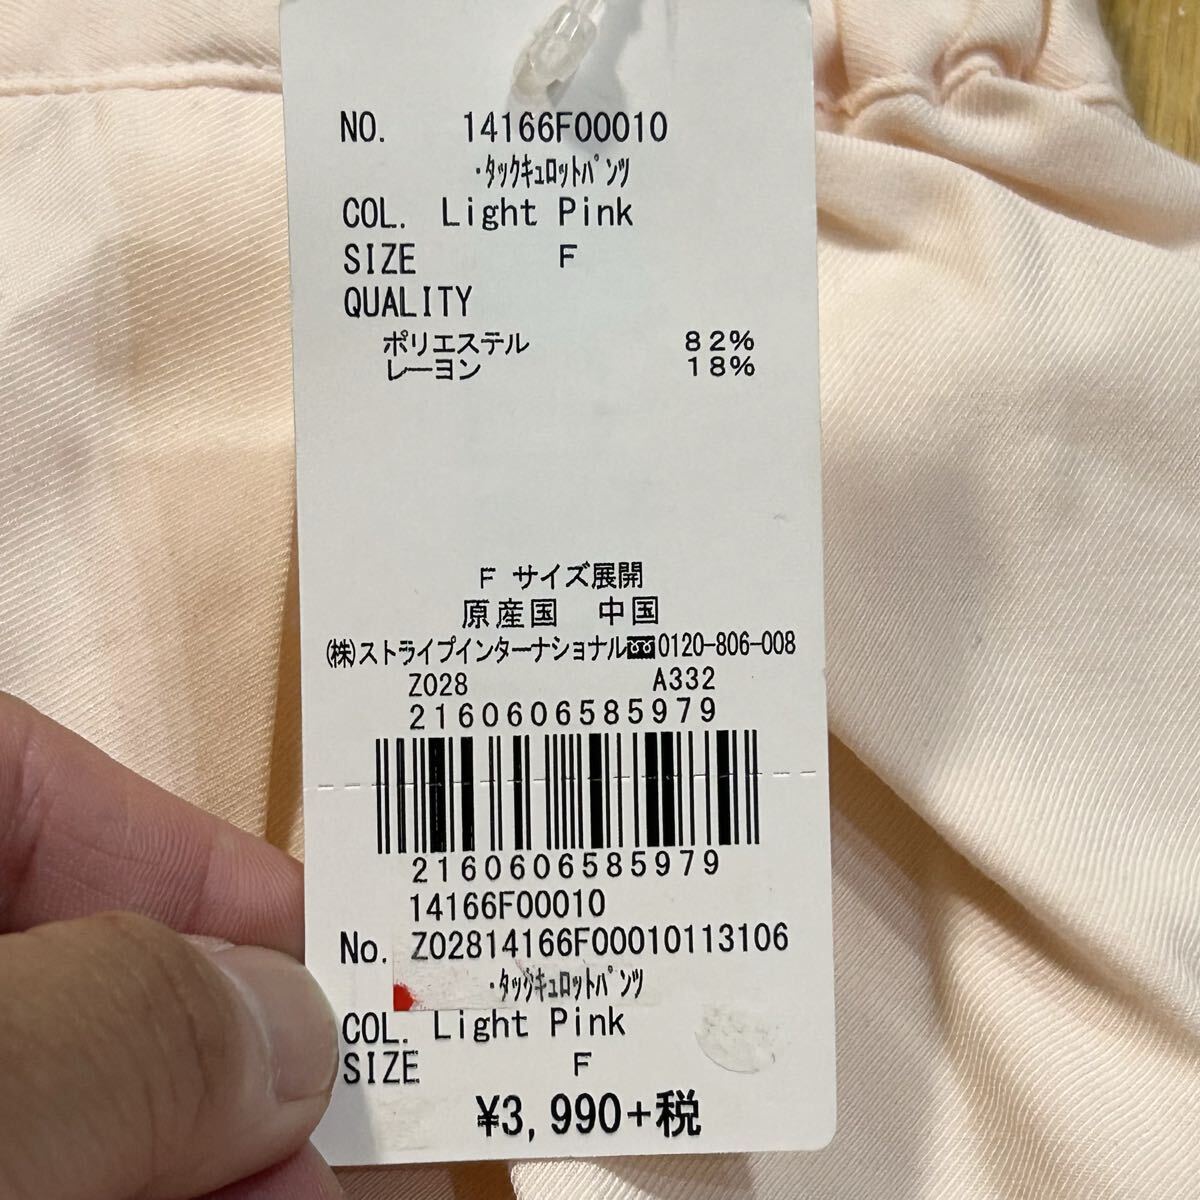 NO. 14166F00010
・タックキュロットパンツ
COL. Light Pink
SIZE F
QUALITY
ポリエステル 82%
レーヨン 18%
F サイズ展開
原産国 中国
(株)ストライプインターナショナル 0120-806-008
Z028 A332
2160606585979
2160606585979
14166F00010
No. Z02814166F00010113106
・タックキュロットパンツ
COL. Light Pink
SIZE F
¥3,990+税